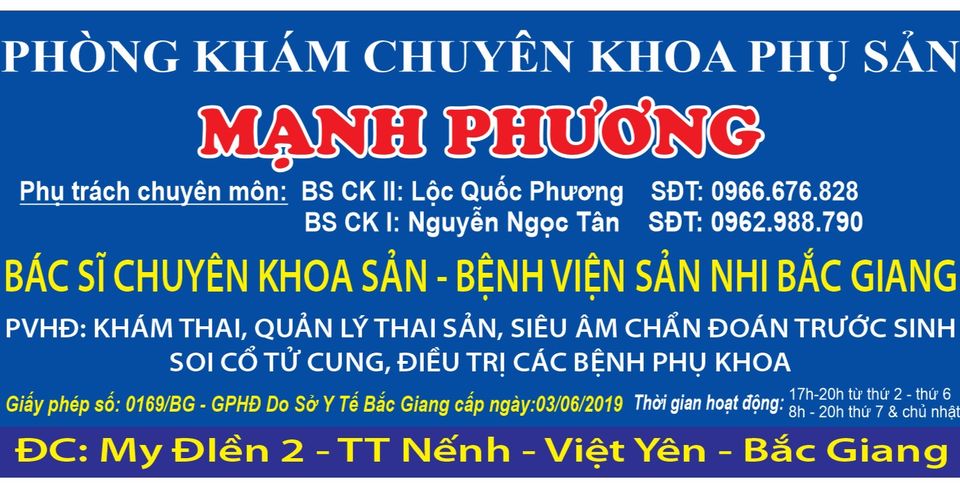 PHÒNG KHÁM CHUYÊN KHOA PHỤ SẢN
MẠNH PHƯƠNG
Phụ trách chuyên môn: BS CK II: Lộc Quốc Phương SĐT: 0966.676.828
BS CK I: Nguyễn Ngọc Tân SĐT: 0962.988.790
BÁC SĨ CHUYÊN KHOA SẢN - BỆNH VIỆN SẢN NHI BẮC GIANG
PVHĐ: KHÁM THAI, QUẢN LÝ THAI SẢN, SIÊU ÂM CHẨN ĐOÁN TRƯỚC SINH
SOI CỔ TỬ CUNG, ĐIỀU TRỊ CÁC BỆNH PHỤ KHOA
Giấy phép số: 0169/BG - GPHĐ Do Sở Y Tế Bắc Giang cấp ngày:03/06/2019 Thời gian hoạt động: 17h-20h từ thứ 2 - thứ 6
8h - 20h thứ 7 & chủ nhật
ĐC: My ĐIền 2 - TT Nếnh - Việt Yên - Bắc Giang